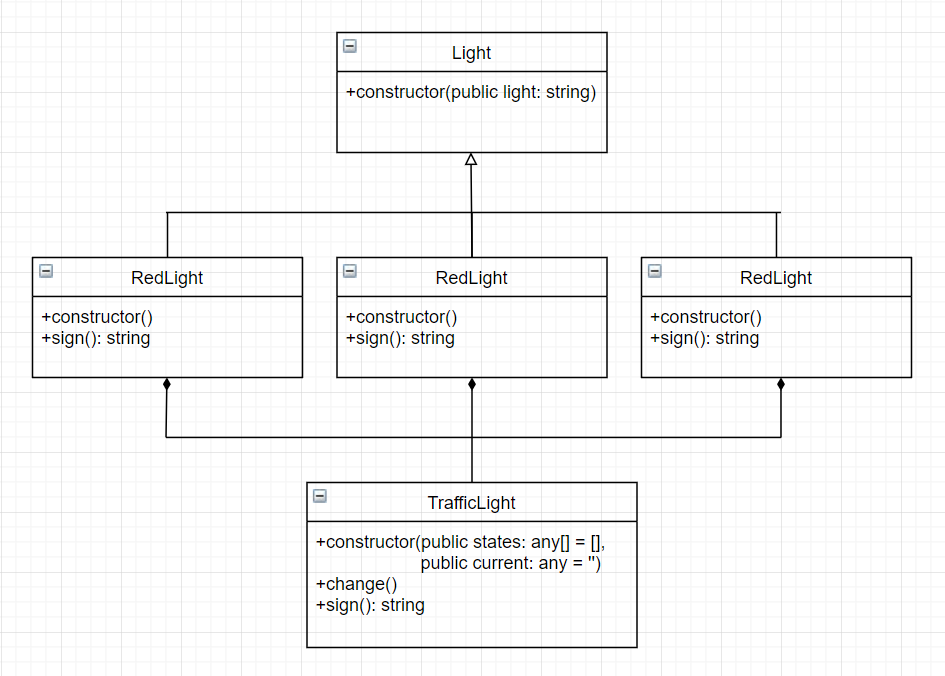 Light
+constructor(public light: string)
RedLight
+constructor()
+sign(): string
RedLight
+constructor()
+sign(): string
RedLight
+constructor()
+sign(): string
TrafficLight
+constructor(public states: any[] = [],
public current: any = '')
+change()
+sign(): string